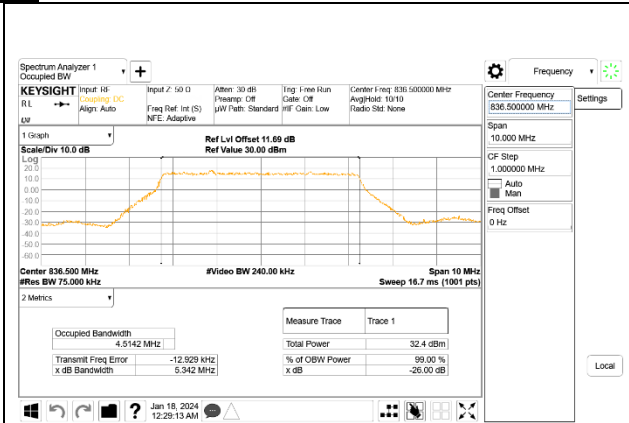 Spectrum Analyzer 1
Occupied BW
Frequency
KEYSIGHT Input: RF Input Z: 50 Ω Atten: 30 dB Trig: Free Run Center Freq: 836.500000 MHz
RL Coupling: DC Preamp: Off Gate: Off Avg|Hold: 10/10
Align: Auto Freq Ref: Int (S) µW Path: Standard #IF Gain: Low Radio Std: None
NFE: Adaptive
1 Graph
Ref Lvl Offset 11.69 dB
Scale/Div 10.0 dB Ref Value 30.00 dBm
Log
20.0
10.0
0.00
-10.0
-20.0
-30.0
-40.0
-50.0
-60.0
Center 836.500 MHz #Video BW 240.00 kHz Span 10 MHz
#Res BW 75.000 kHz Sweep 16.7 ms (1001 pts)
2 Metrics
Measure Trace Trace 1
Occupied Bandwidth
4.5142 MHz Total Power 32.4 dBm
Transmit Freq Error -12.929 kHz % of OBW Power 99.00 %
x dB Bandwidth 5.342 MHz x dB -26.00 dB
Center Frequency
836.500000 MHz
Settings
Span
10.000 MHz
CF Step
1.000000 MHz
Auto
Man
Freq Offset
0 Hz
Local
? Jan 18, 2024
12:29:13 AM